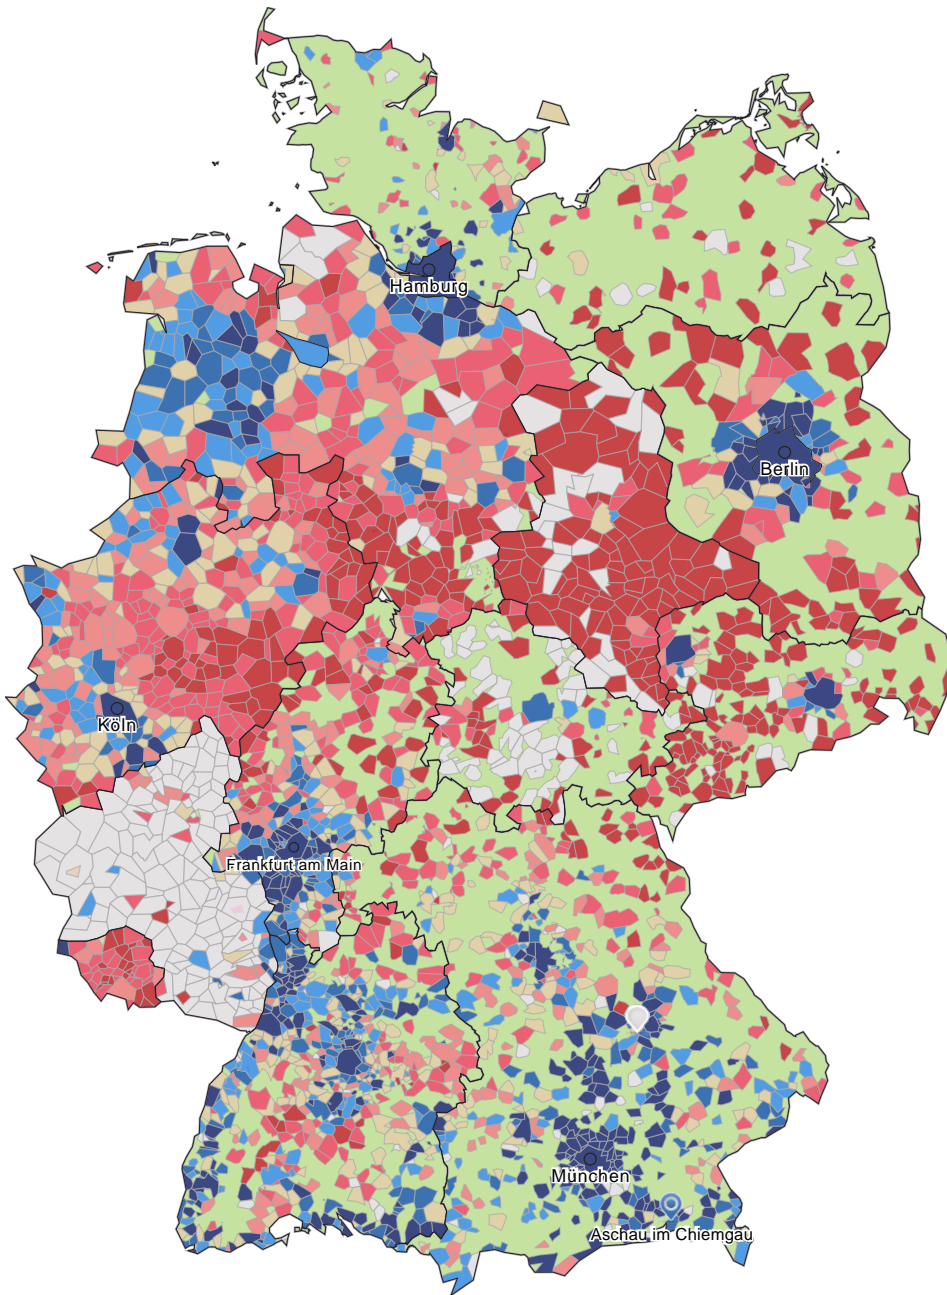 Hamburg
Berlin
Köln
Frankfurt am Main
München
Aschau im Chiemgau